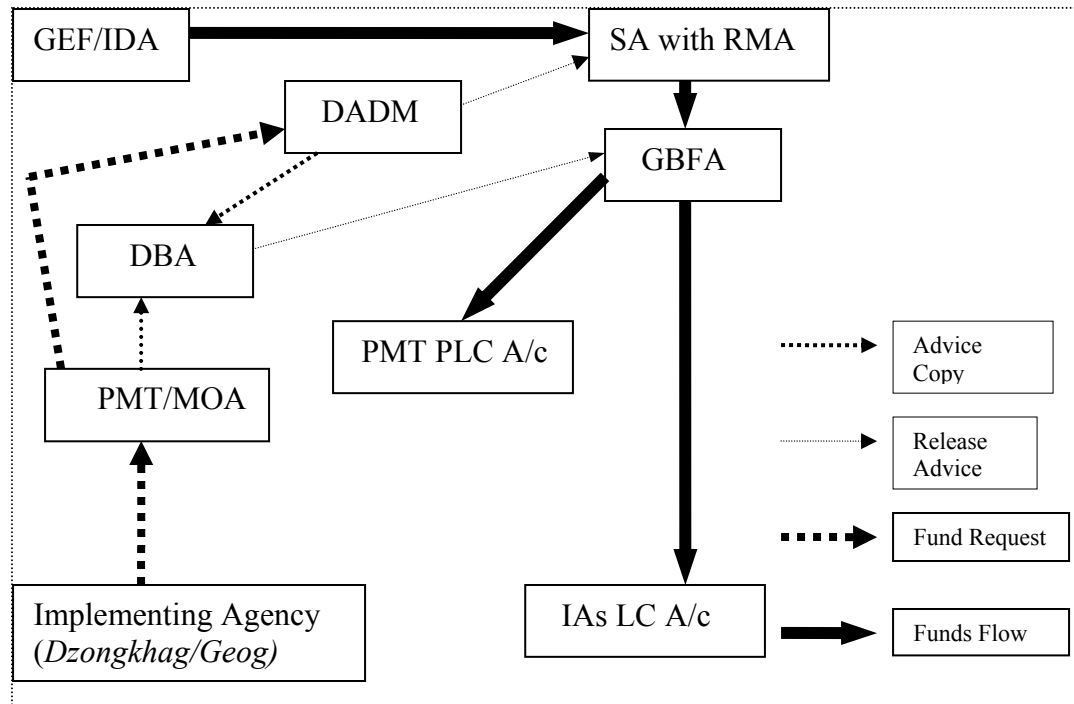 GEF/IDA
SA with RMA
DADM
GBFA
DBA
PMT PLC A/c
Advice
Copy
PMT/MOA
Release
Advice
Fund Request
Implementing Agency
(Dzongkhag/Geog)
IAs LC A/c
Funds Flow